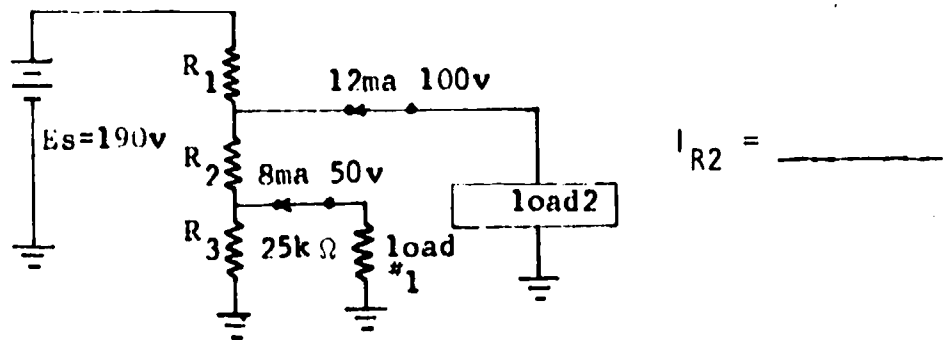 R1
12ma 100v
Es=190v
R2
IR2 =
8ma 50v
load2
R3
25k Ω
load
#1